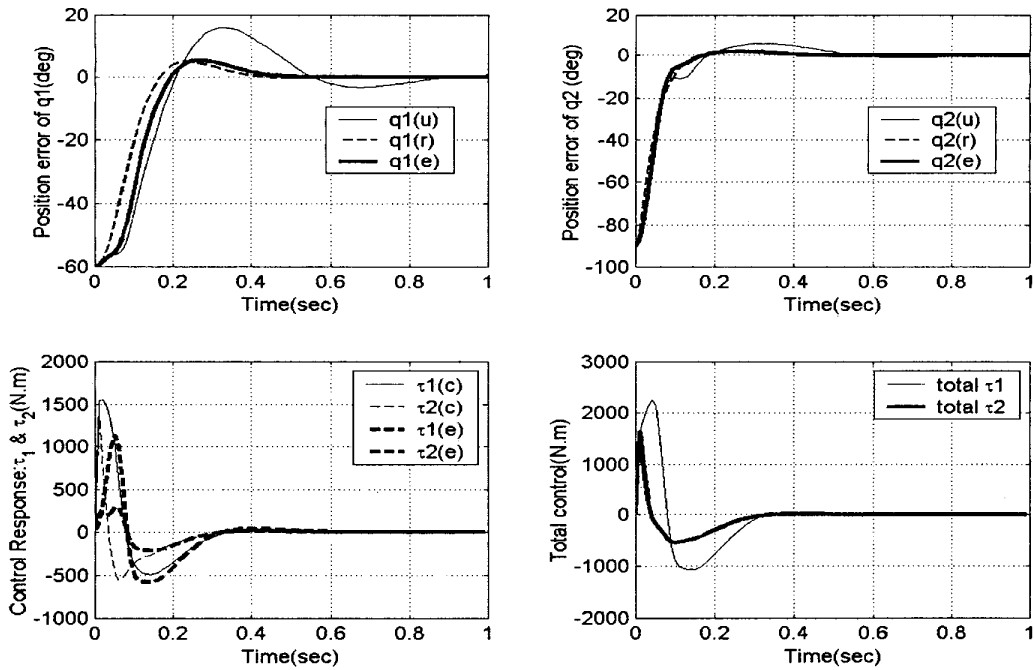 Position error of q1(deg)
20
0
-20
-40
-60
q1(u)
q1(r)
q1(e)
0 0.2 0.4 0.6 0.8 1
Time(sec)
Position error of q2 (deg)
20
0
-20
-40
-60
-80
-100
q2(u)
q2(r)
q2(e)
0 0.2 0.4 0.6 0.8 1
Time(sec)
Control Response:τ1 & τ2(N.m)
2000
1500
1000
500
0
-500
-1000
τ1(c)
τ2(c)
τ1(e)
τ2(e)
0 0.2 0.4 0.6 0.8 1
Time(sec)
Total control(N.m)
3000
2000
1000
0
-1000
-2000
total τ1
total τ2
0 0.2 0.4 0.6 0.8 1
Time(sec)